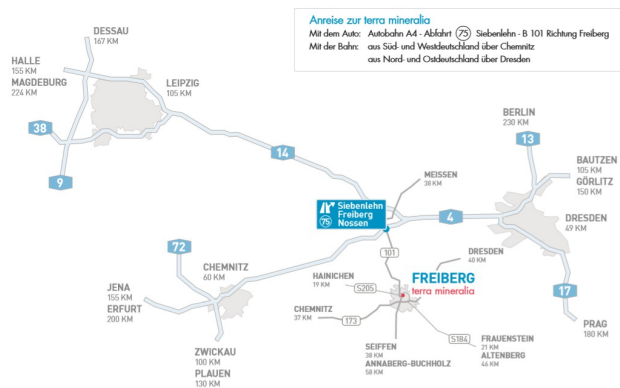 Anreise zur terra mineralia
Mit dem Auto: Autobahn A4 - Abfahrt 75 Siebenlehn - B 101 Richtung Freiberg
Mit der Bahn: aus Süd- und Westdeutschland über Chemnitz
aus Nord- und Ostdeutschland über Dresden
DESSAU
167 KM
HALLE
155 KM
MAGDEBURG
224 KM
LEIPZIG
105 KM
38
9
14
BERLIN
230 KM
13
BAUTZEN
105 KM
GÖRLITZ
150 KM
MEISSEN
38 KM
Siebenlehn
Freiberg
75 Nossen
4
DRESDEN
49 KM
101
72
CHEMNITZ
60 KM
DRESDEN
40 KM
HAINICHEN
19 KM
S205
FREIBERG
terra mineralia
17
JENA
155 KM
ERFURT
200 KM
CHEMNITZ
37 KM
173
S184
PRAG
180 KM
ZWICKAU
100 KM
PLAUEN
130 KM
SEIFFEN
38 KM
ANNABERG-BUCHHOLZ
58 KM
FRAUENSTEIN
21 KM
ALTENBERG
46 KM